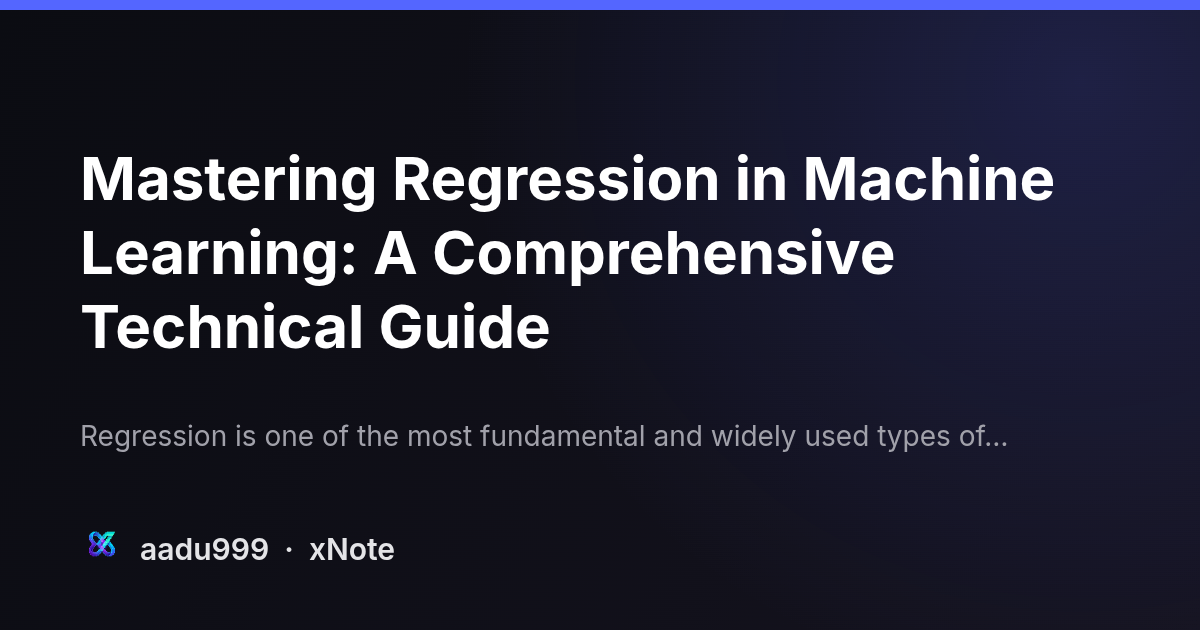 Mastering Regression in Machine
Learning: A Comprehensive
Technical Guide
Regression is one of the most fundamental and widely used types of...
aadu999 · xNote